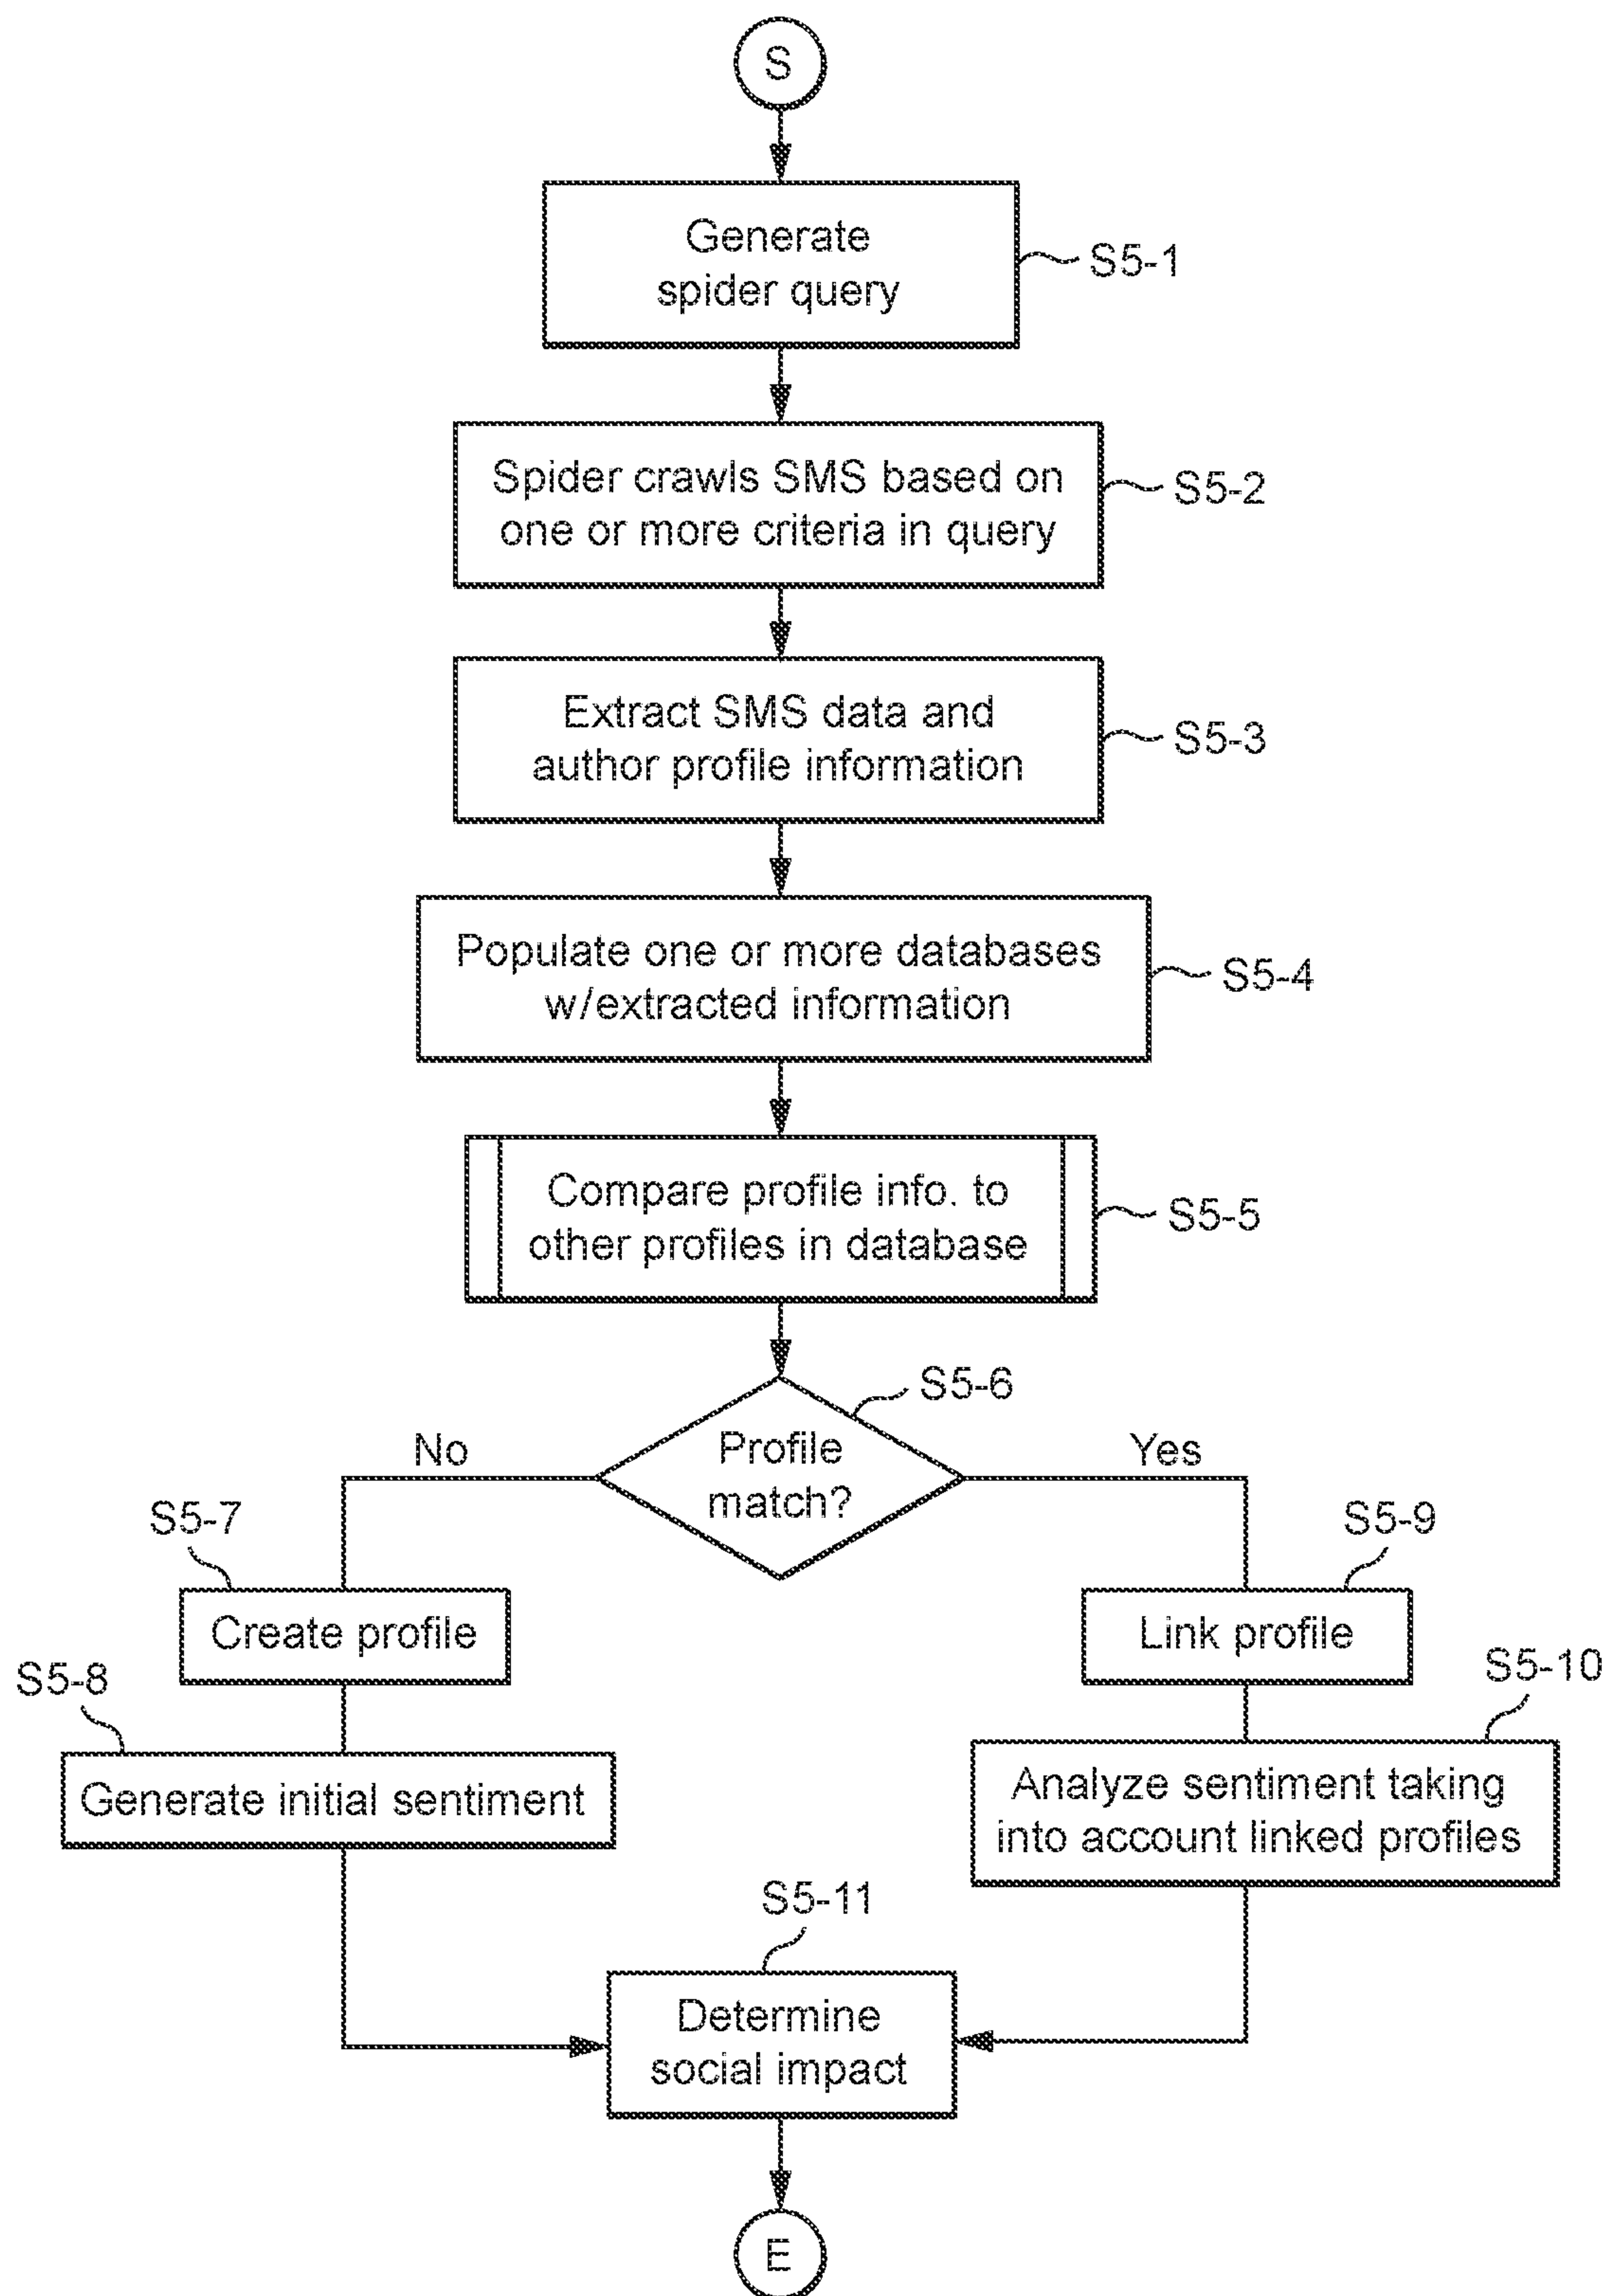 S
Generate
spider query
S5-1
Spider crawls SMS based on
one or more criteria in query
S5-2
Extract SMS data and
author profile information
S5-3
Populate one or more databases
w/extracted information
S5-4
Compare profile info. to
other profiles in database
S5-5
S5-6
Profile
match?
No
Yes
S5-7
Create profile
S5-8
Generate initial sentiment
S5-9
Link profile
S5-10
Analyze sentiment taking
into account linked profiles
S5-11
Determine
social impact
E